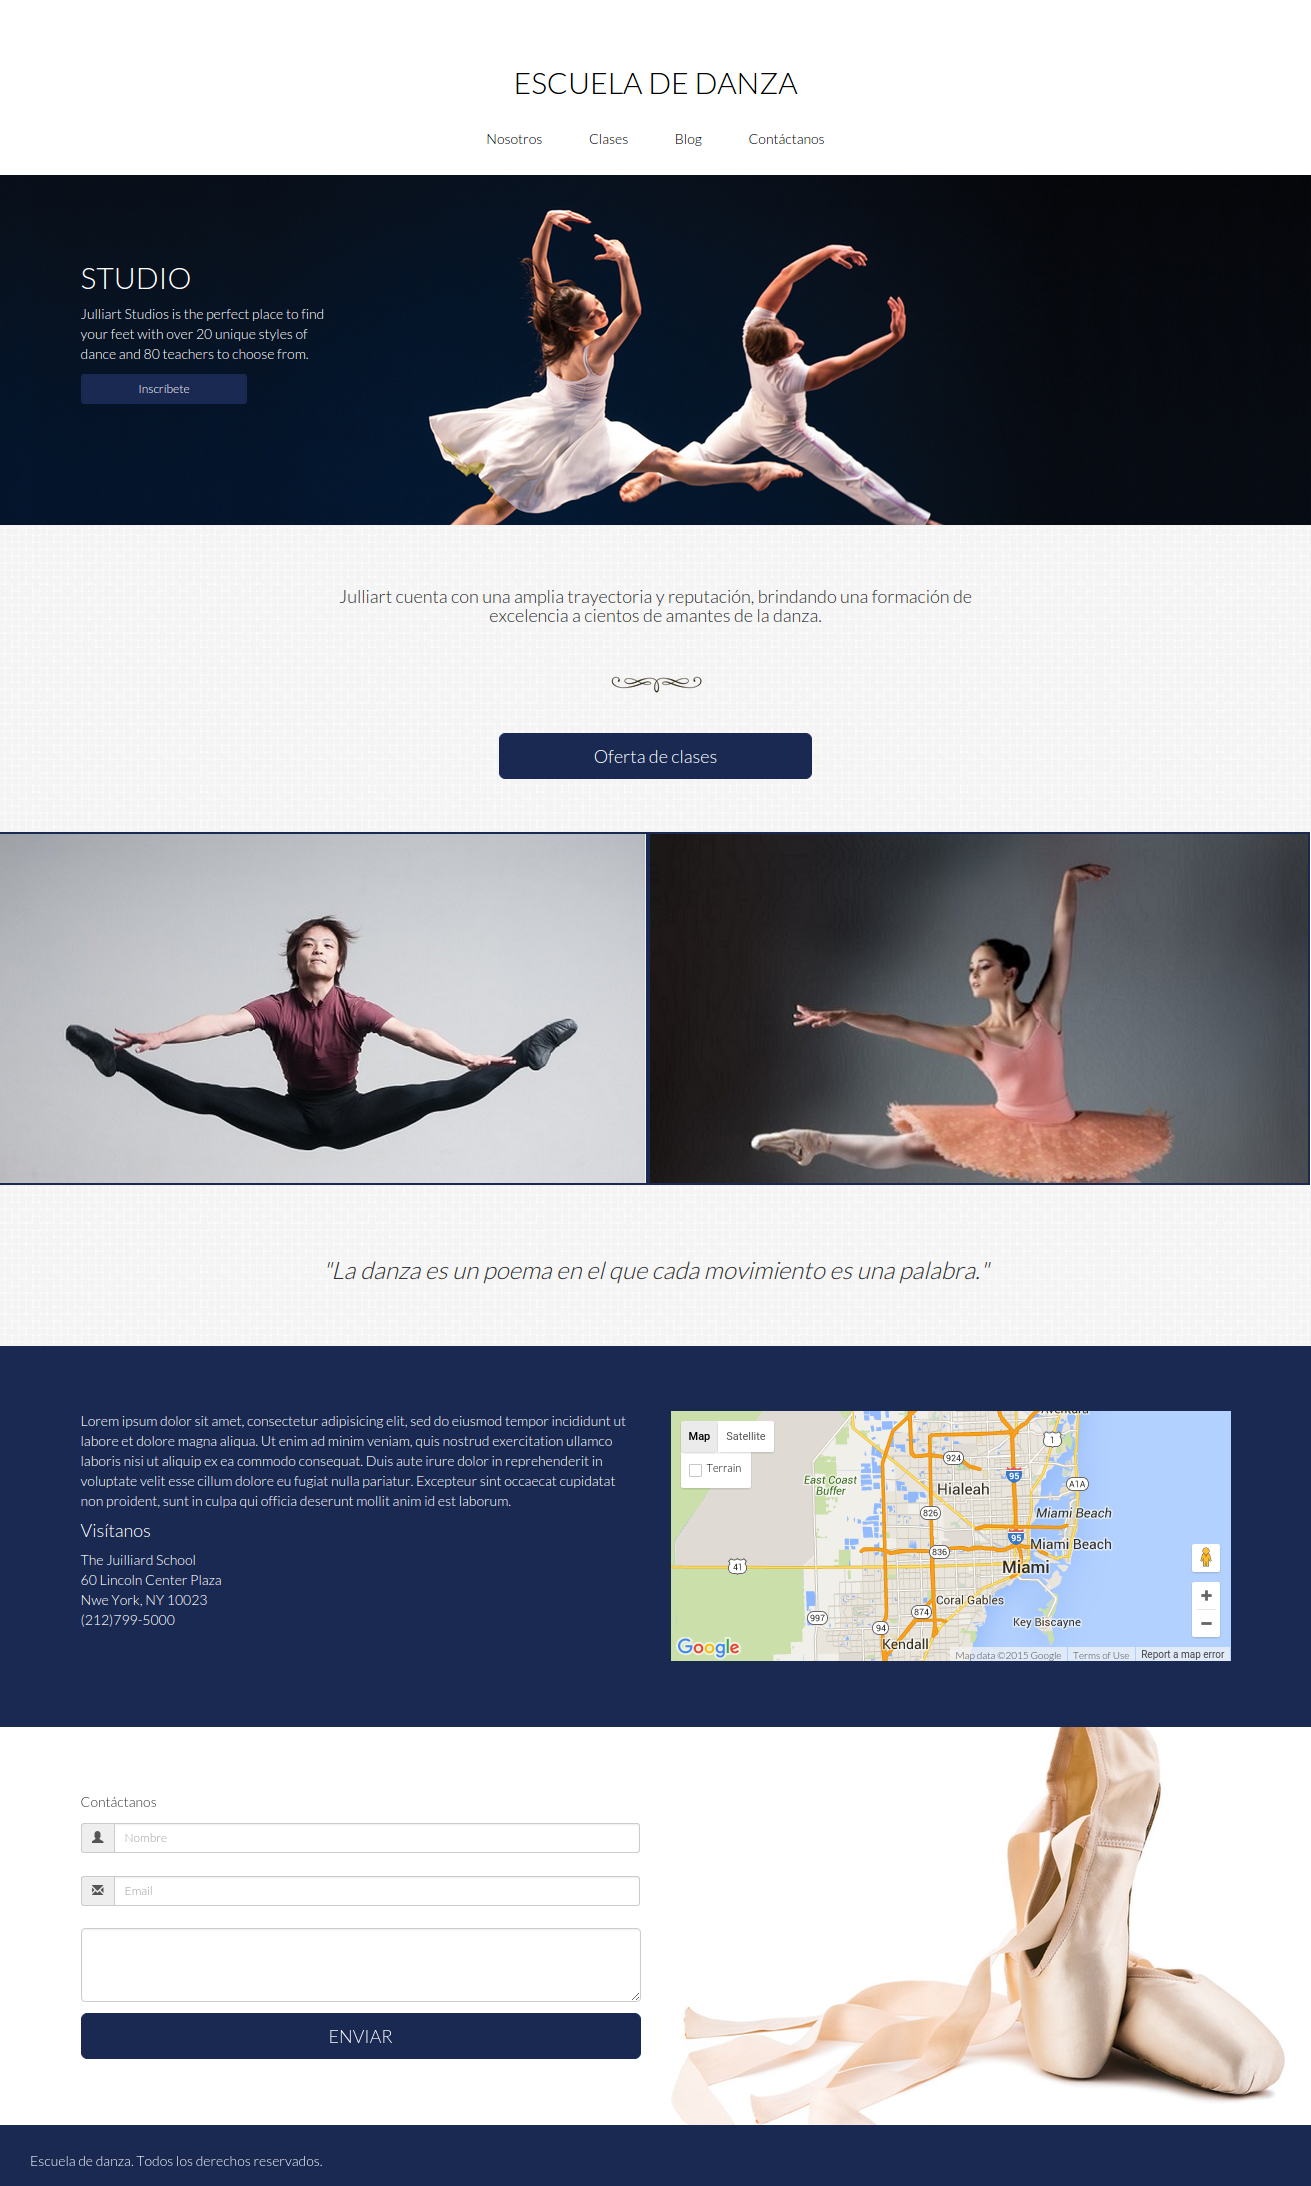 ESCUELA DE DANZA
Nosotros Clases Blog Contáctanos
STUDIO
Julliart Studios is the perfect place to find
your feet with over 20 unique styles of
dance and 80 teachers to choose from.
Inscríbete
Julliart cuenta con una amplia trayectoria y reputación, brindando una formación de
excelencia a cientos de amantes de la danza.
Oferta de clases
"La danza es un poema en el que cada movimiento es una palabra."
Lorem ipsum dolor sit amet, consectetur adipisicing elit, sed do eiusmod tempor incididunt ut
labore et dolore magna aliqua. Ut enim ad minim veniam, quis nostrud exercitation ullamco
laboris nisi ut aliquip ex ea commodo consequat. Duis aute irure dolor in reprehenderit in
voluptate velit esse cillum dolore eu fugiat nulla pariatur. Excepteur sint occaecat cupidatat
non proident, sunt in culpa qui officia deserunt mollit anim id est laborum.
Visítanos
The Juilliard School
60 Lincoln Center Plaza
Nwe York, NY 10023
(212)799-5000
Aventura
Map Satellite
1
Terrain
924
95
East Coast
Buffer
A1A
Hialeah
826
Miami Beach
95
836
Miami Beach
41
Miami
Coral Gables
874
997
Key Biscayne
94
Kendall
Google
Map data ©2015 Google Terms of Use Report a map error
Contáctanos
Nombre
Email
ENVIAR
Escuela de danza. Todos los derechos reservados.